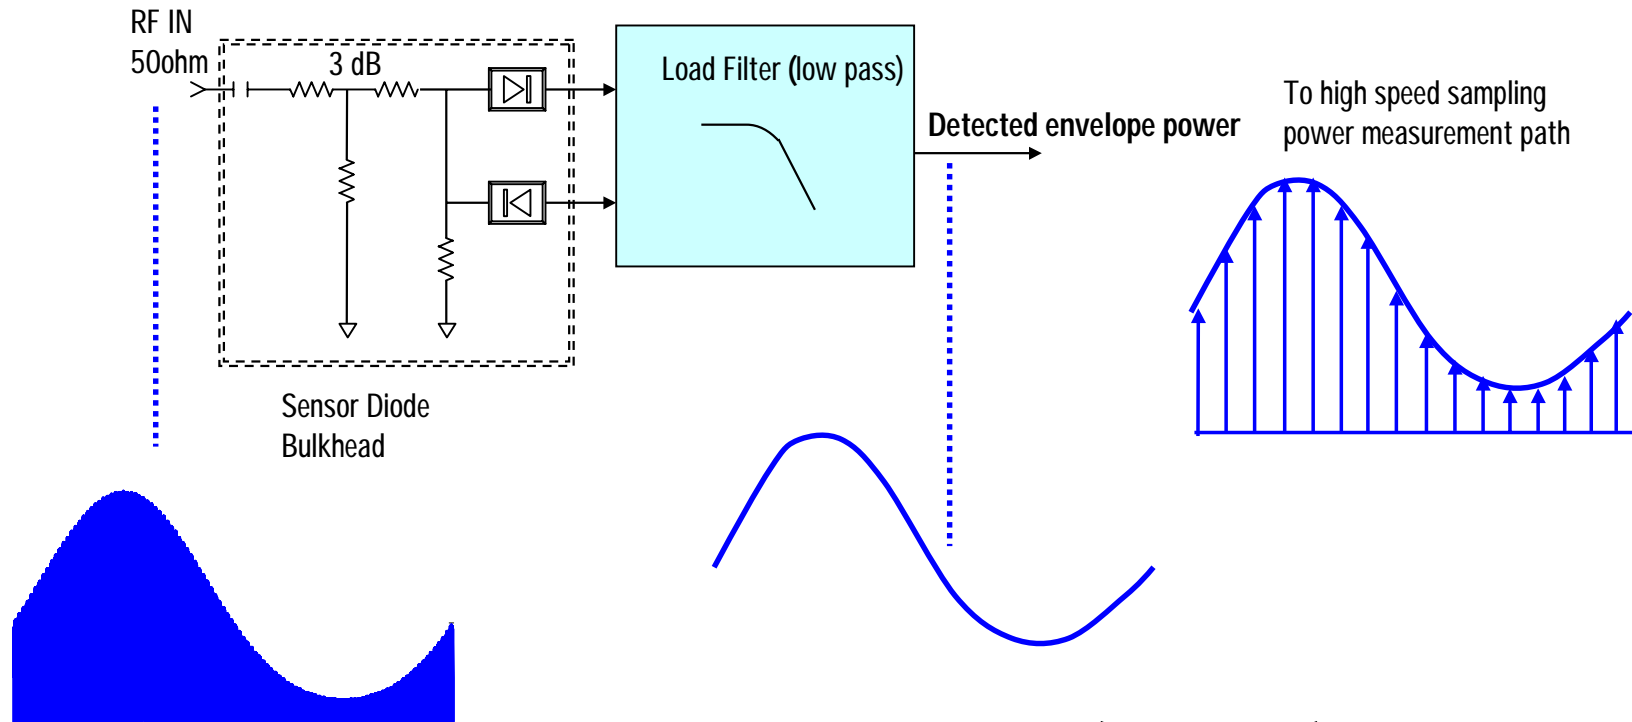 RF IN
50ohm
3 dB
Load Filter (low pass)
Detected envelope power
To high speed sampling
power measurement path
Sensor Diode
Bulkhead